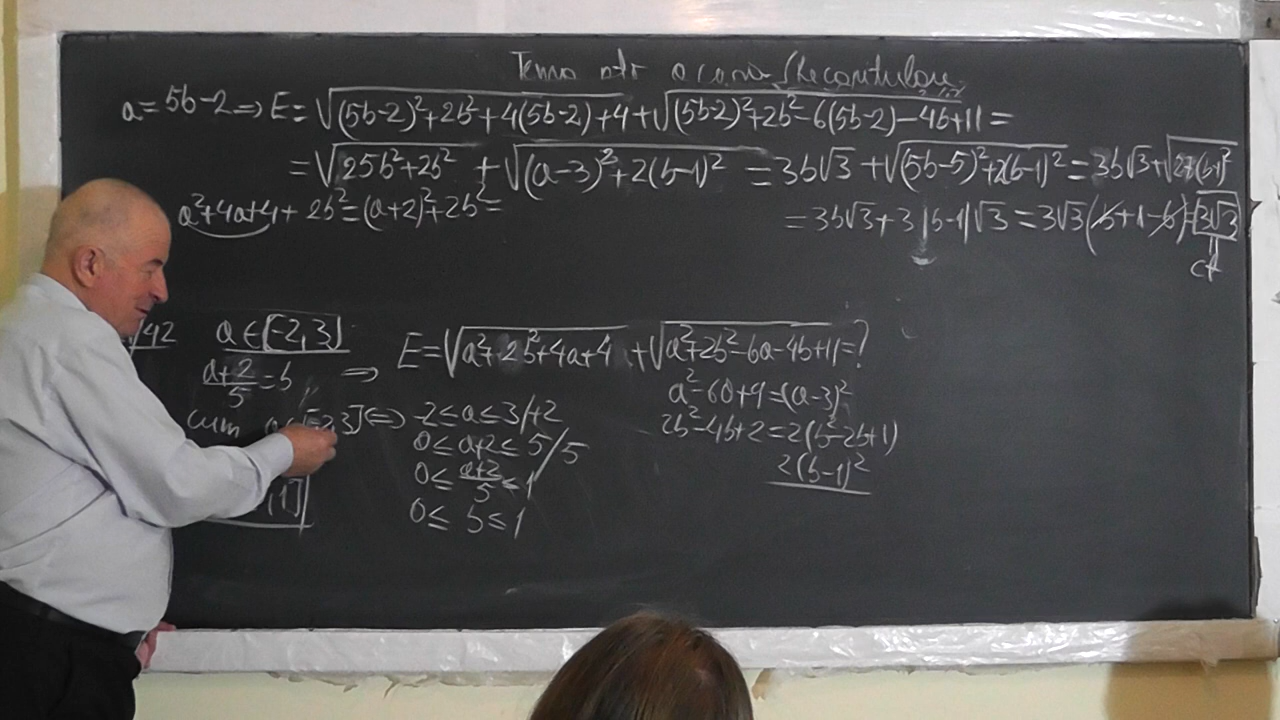 Tema ptr acasă (Recapitulare)
a = 5b-2 ⇒ E = √((5b-2)²+2b²+4(5b-2)+4) + √((5b-2)²+2b²-6(5b-2)-4b+11) =
= √(25b²+2b²) + √((a-3)²+2(b-1)²) = 3b√3 + √((5b-5)²+2(b-1)²) = 3b√3 + √(27(b-1)²)
a²+4a+4 + 2b² = (a+2)²+2b² =
= 3b√3 + 3|b-1|√3 = 3√3(b+1-b) = 3√3
/42
a ∈ [-2,3]
(a+2)/5 = b ⇒ E = √(a²+2b²+4a+4) + √(a²+2b²-6a-4b+11) = ?
a²-6a+9 = (a-3)²
cum a ∈ [-2,3] ⇔ -2 ≤ a ≤ 3 /+2
2b²-4b+2 = 2(b²-2b+1)
0 ≤ a+2 ≤ 5 /5
2(b-1)²
0 ≤ (a+2)/5 ≤ 1
1]
0 ≤ b ≤ 1